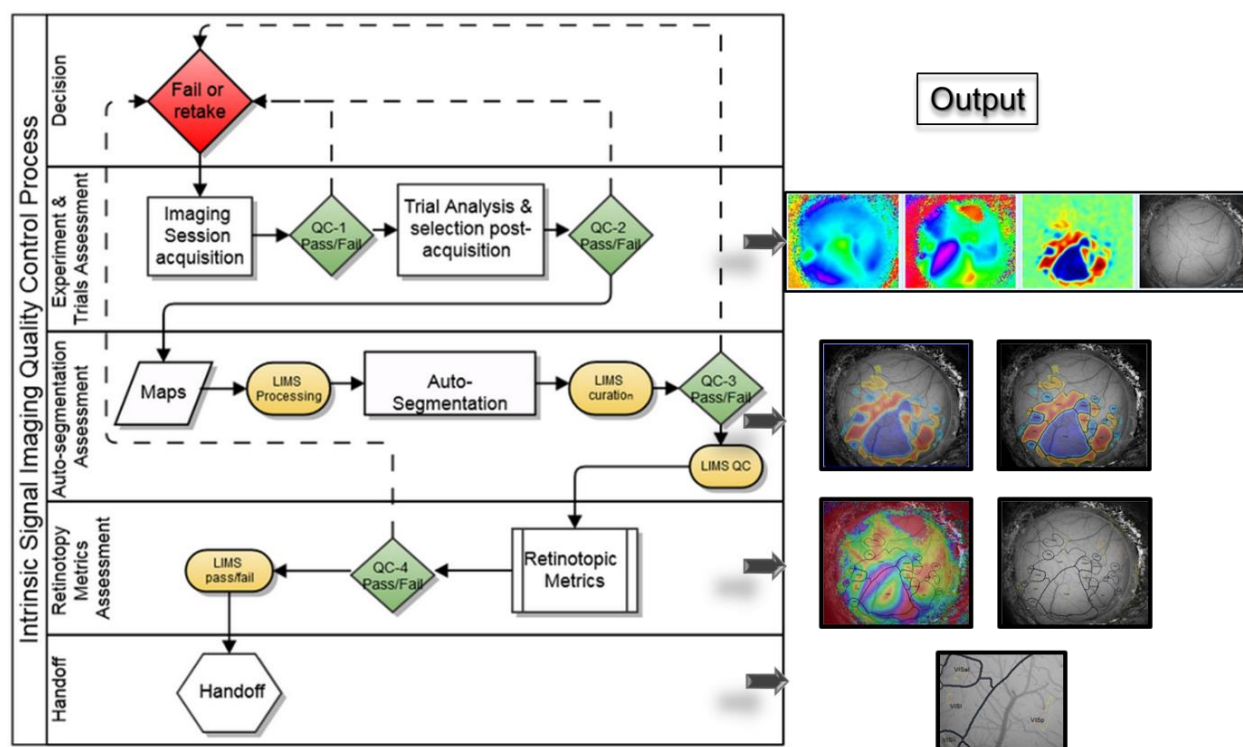 Intrinsic Signal Imaging Quality Control Process
Decision
Fail or
retake
Output
Experiment &
Trials Assessment
Imaging
Session
acquisition
QC-1
Pass/Fail
Trial Analysis &
selection post-
acquisition
QC-2
Pass/Fail
Auto-segmentation
Assessment
Maps
LIMS
Processing
Auto-
Segmentation
LIMS
curation
QC-3
Pass/Fail
LIMS QC
Retinotopy
Metrics
Assessment
LIMS
pass/fail
QC-4
Pass/Fail
Retinotopic
Metrics
Handoff
Handoff
VISal
VISl
VISp